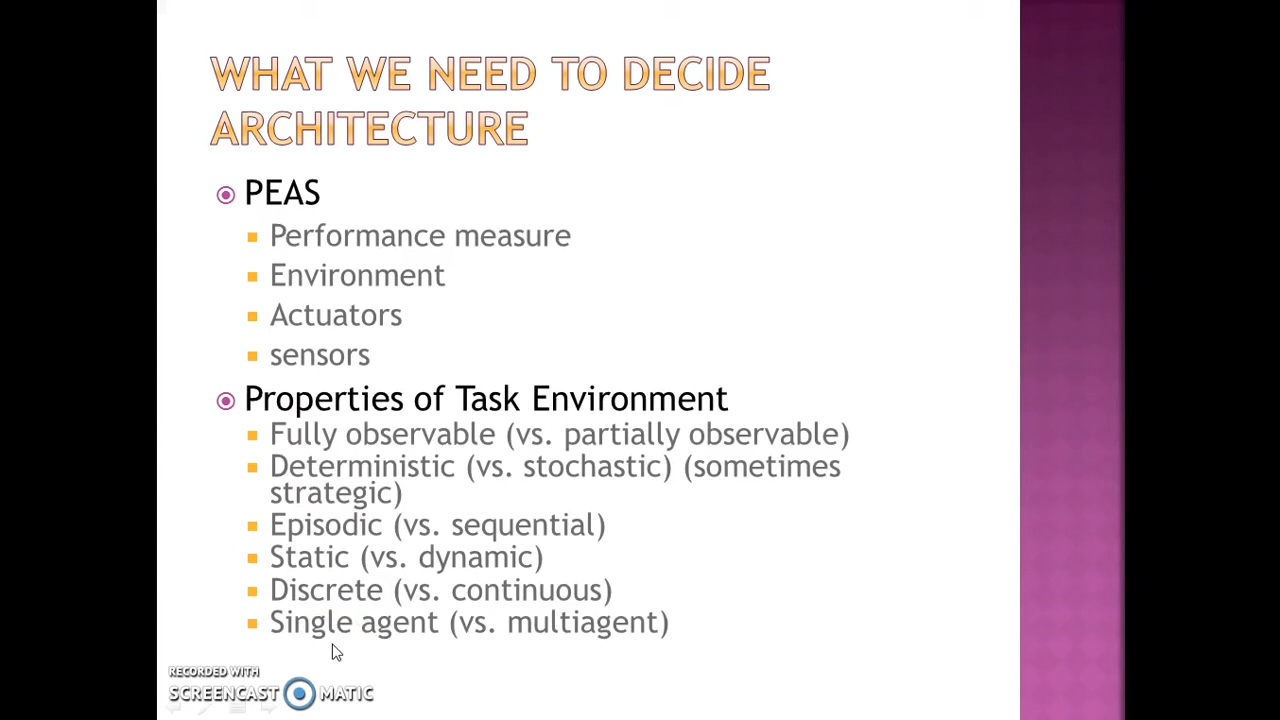 WHAT WE NEED TO DECIDE
ARCHITECTURE
PEAS
Performance measure
Environment
Actuators
sensors
Properties of Task Environment
Fully observable (vs. partially observable)
Deterministic (vs. stochastic) (sometimes
strategic)
Episodic (vs. sequential)
Static (vs. dynamic)
Discrete (vs. continuous)
Single agent (vs. multiagent)
RECORDED WITH
SCREENCAST MATIC